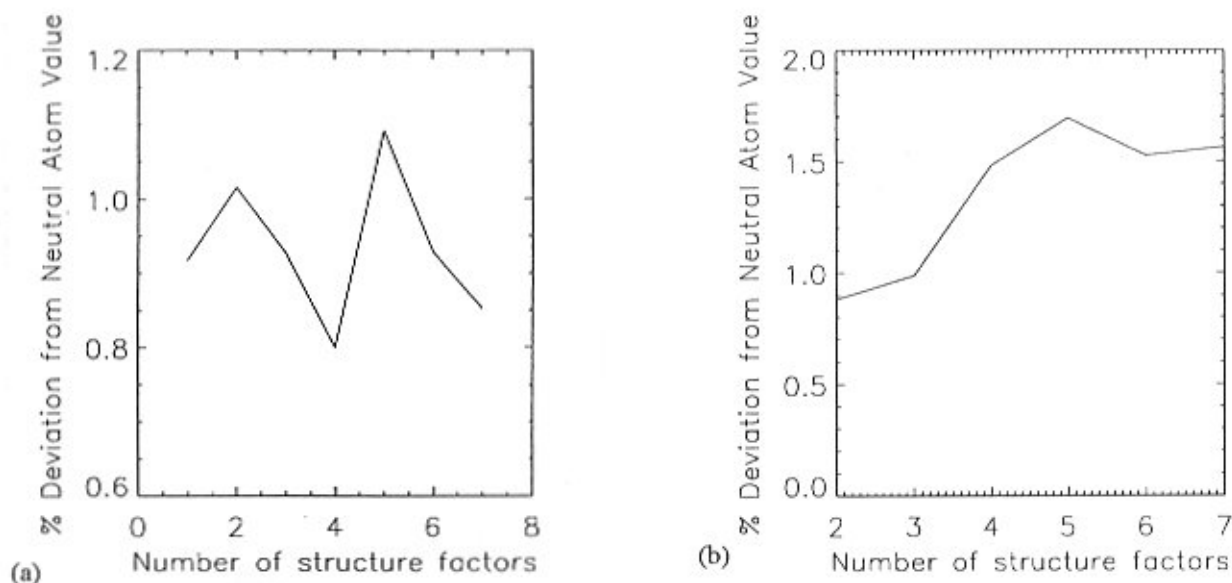 % Deviation from Neutral Atom Value
1.2
1.0
0.8
0.6
0 2 4 6 8
Number of structure factors
(a)
% Deviation from Neutral Atom Value
2.0
1.5
1.0
0.5
0.0
2 3 4 5 6 7
Number of structure factors
(b)